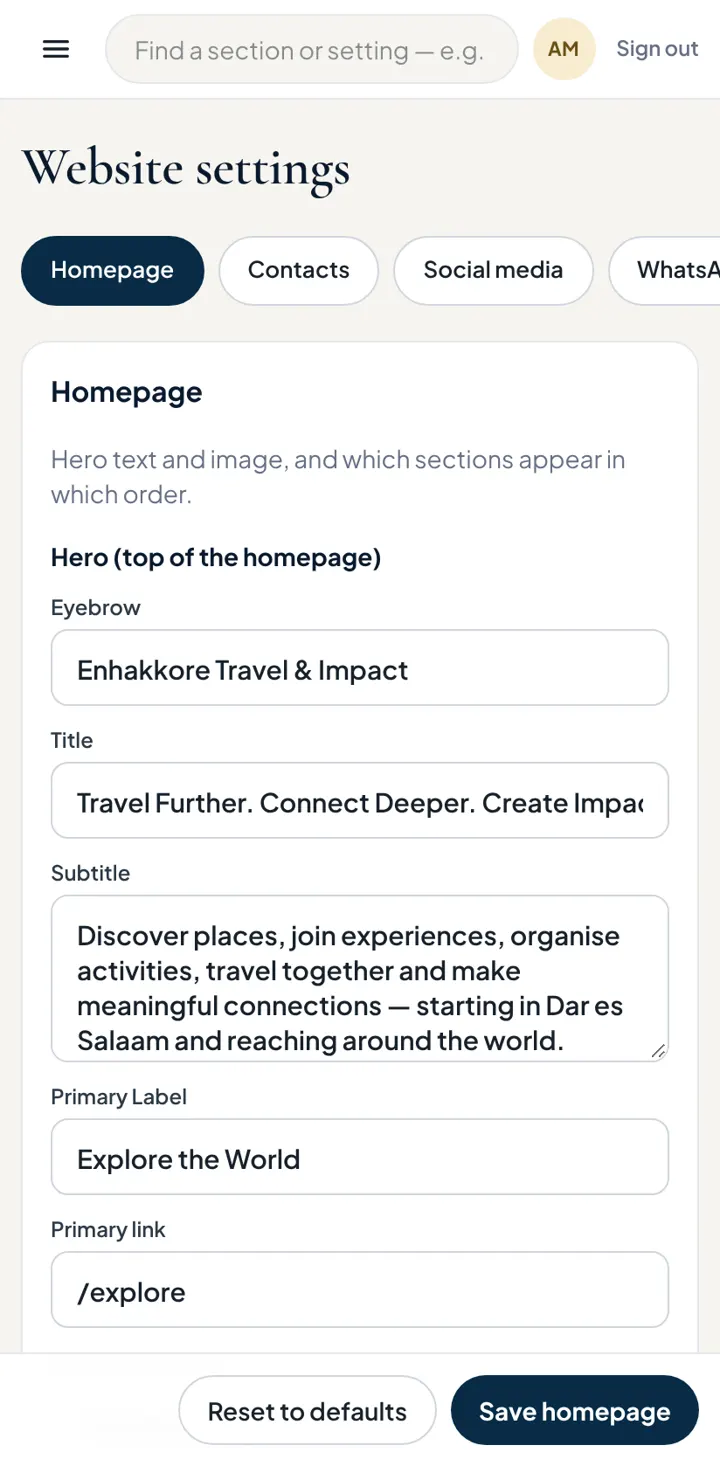 Find a section or setting — e.g.
AM
Sign out
Website settings
Homepage
Contacts
Social media
WhatsA
Homepage
Hero text and image, and which sections appear in
which order.
Hero (top of the homepage)
Eyebrow
Enhakkore Travel & Impact
Title
Travel Further. Connect Deeper. Create Impac
Subtitle
Discover places, join experiences, organise
activities, travel together and make
meaningful connections — starting in Dar es
Salaam and reaching around the world.
Primary Label
Explore the World
Primary link
/explore
Reset to defaults
Save homepage